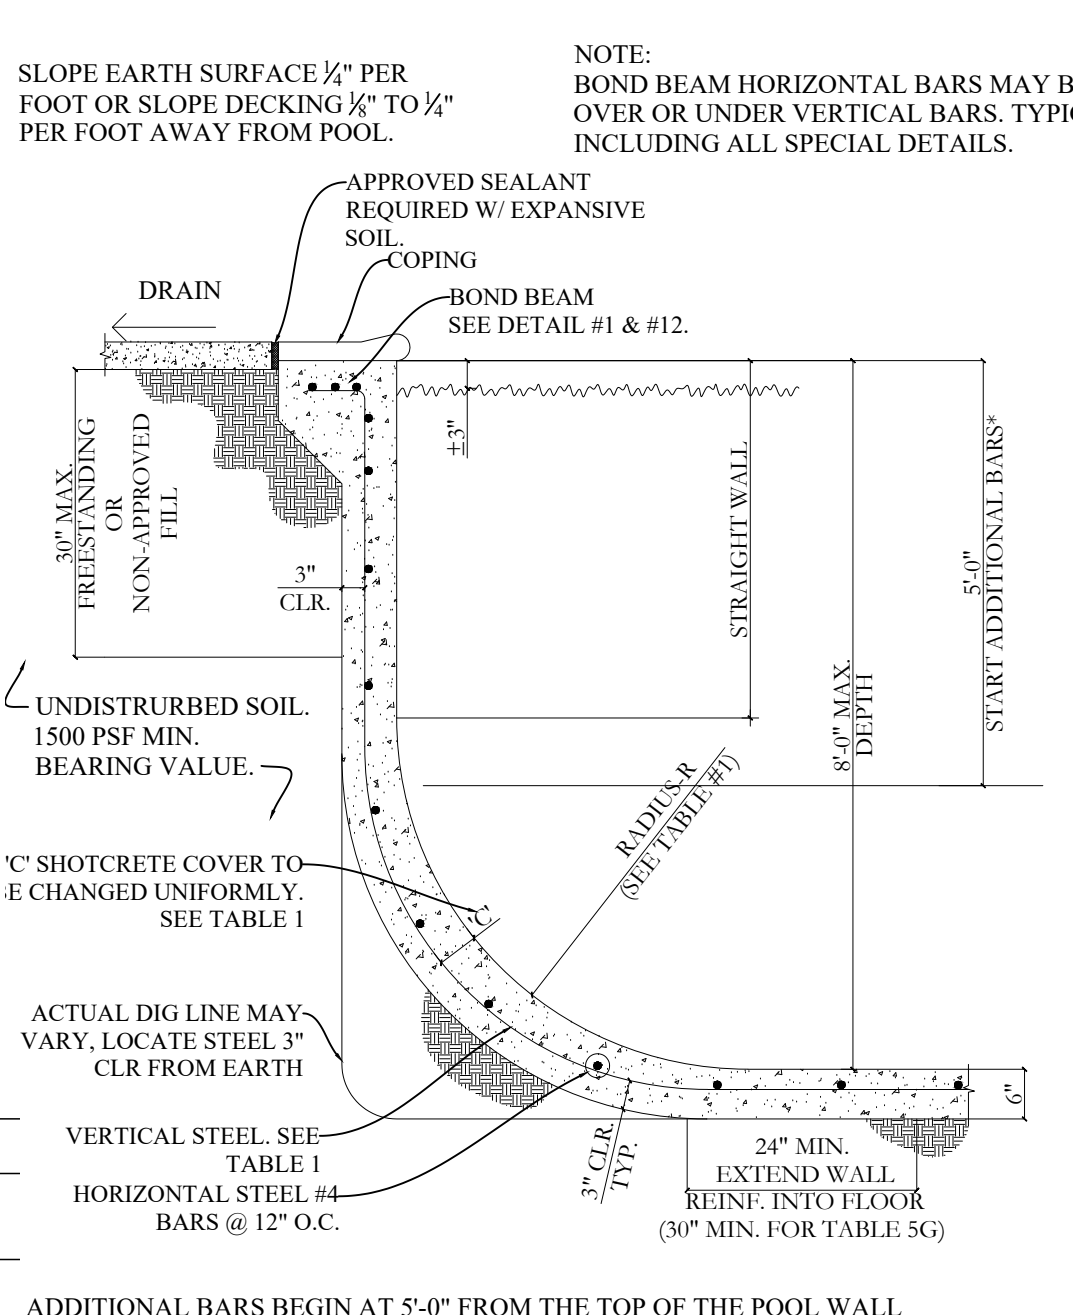 SLOPE EARTH SURFACE ¼" PER
FOOT OR SLOPE DECKING ⅛" TO ¼"
PER FOOT AWAY FROM POOL.
NOTE:
BOND BEAM HORIZONTAL BARS MAY B
OVER OR UNDER VERTICAL BARS. TYPIC
INCLUDING ALL SPECIAL DETAILS.
APPROVED SEALANT
REQUIRED W/ EXPANSIVE
SOIL.
COPING
DRAIN
BOND BEAM
SEE DETAIL #1 & #12.
±3"
STRAIGHT WALL
8'-0" MAX.
DEPTH
5'-0"
START ADDITIONAL BARS*
30" MAX.
FREESTANDING
OR
NON-APPROVED
FILL
3"
CLR.
UNDISTRURBED SOIL.
1500 PSF MIN.
BEARING VALUE.
RADIUS-R
(SEE TABLE #1)
'C' SHOTCRETE COVER TO
E CHANGED UNIFORMLY.
SEE TABLE 1
'C'
ACTUAL DIG LINE MAY
VARY, LOCATE STEEL 3"
CLR FROM EARTH
6"
VERTICAL STEEL. SEE
TABLE 1
HORIZONTAL STEEL #4
BARS @ 12" O.C.
3" CLR.
TYP.
24" MIN.
EXTEND WALL
REINF. INTO FLOOR
(30" MIN. FOR TABLE 5G)
ADDITIONAL BARS BEGIN AT 5'-0" FROM THE TOP OF THE POOL WALL